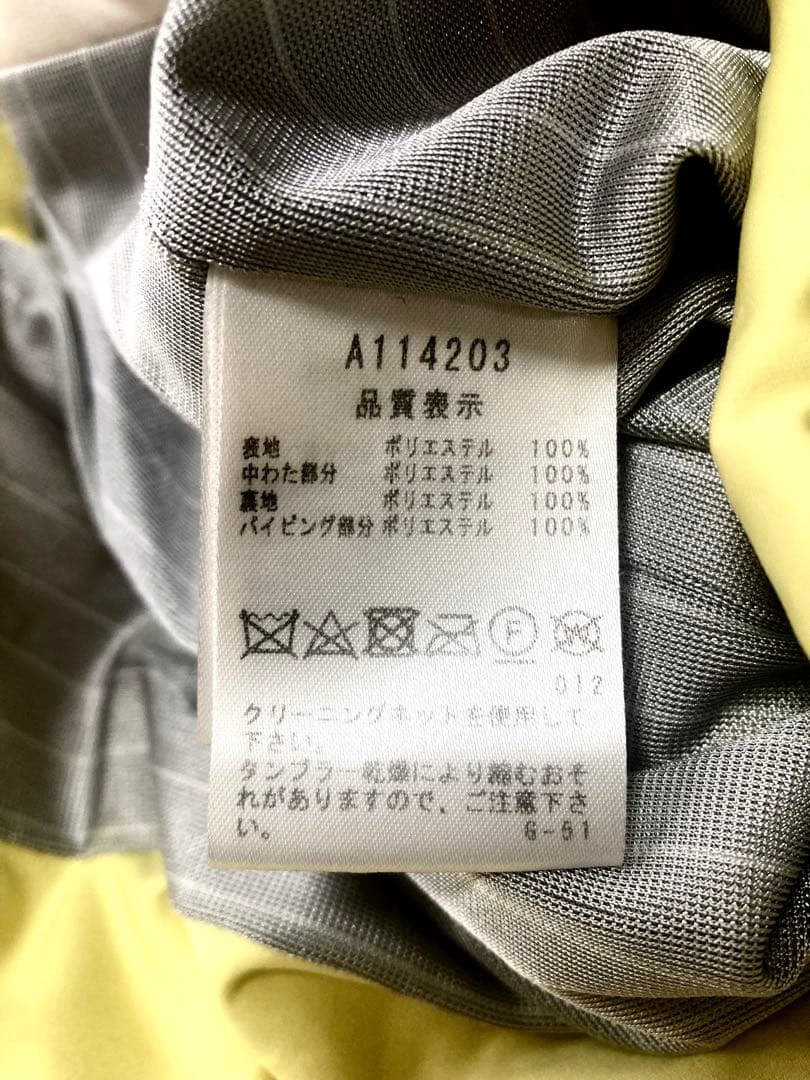 A114203
品質表示
表地 ポリエステル 100%
中わた部分 ポリエステル 100%
裏地 ポリエステル 100%
パイピング部分 ポリエステル 100%
F W
012
クリーニングネットを使用して
下さい。
タンブラー乾燥により縮むおそ
れがありますので、ご注意下さ
い。 G-51